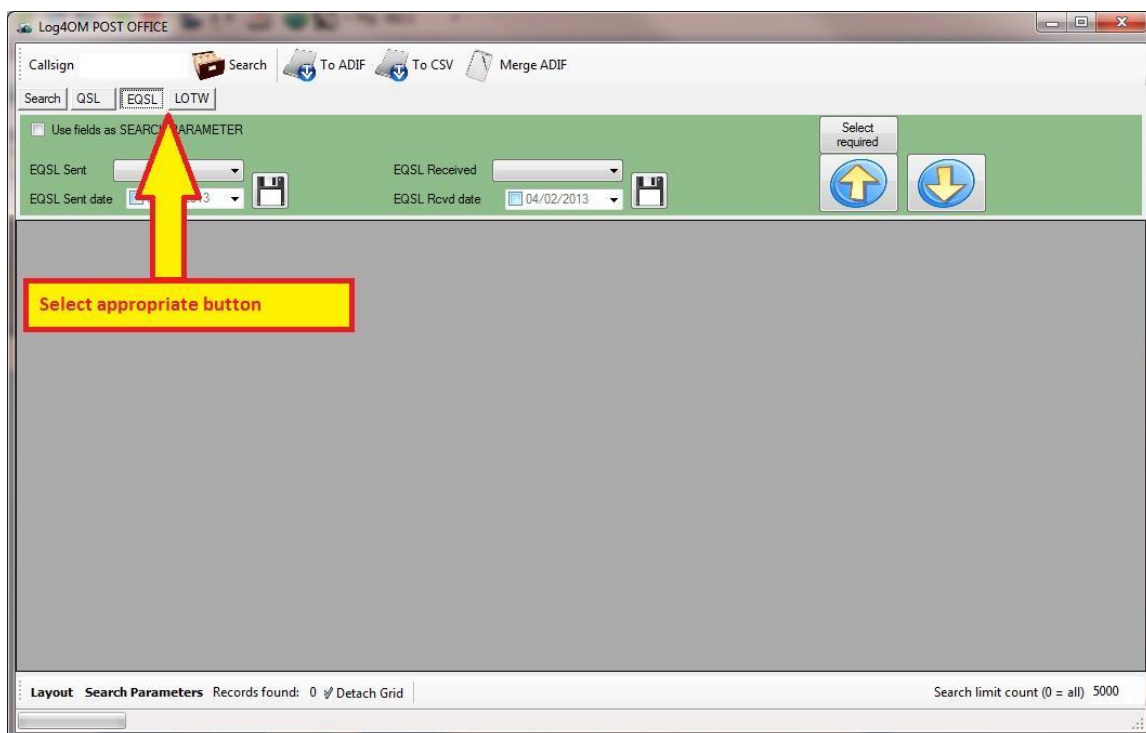 Log4OM POST OFFICE
Callsign Search To ADIF To CSV Merge ADIF
Search QSL EQSL LOTW
Use fields as SEARCH PARAMETER
Select
required
EQSL Sent EQSL Received
EQSL Sent date EQSL Rcvd date 04/02/2013
Select appropriate button
Layout Search Parameters Records found: 0 Detach Grid Search limit count (0 = all) 5000